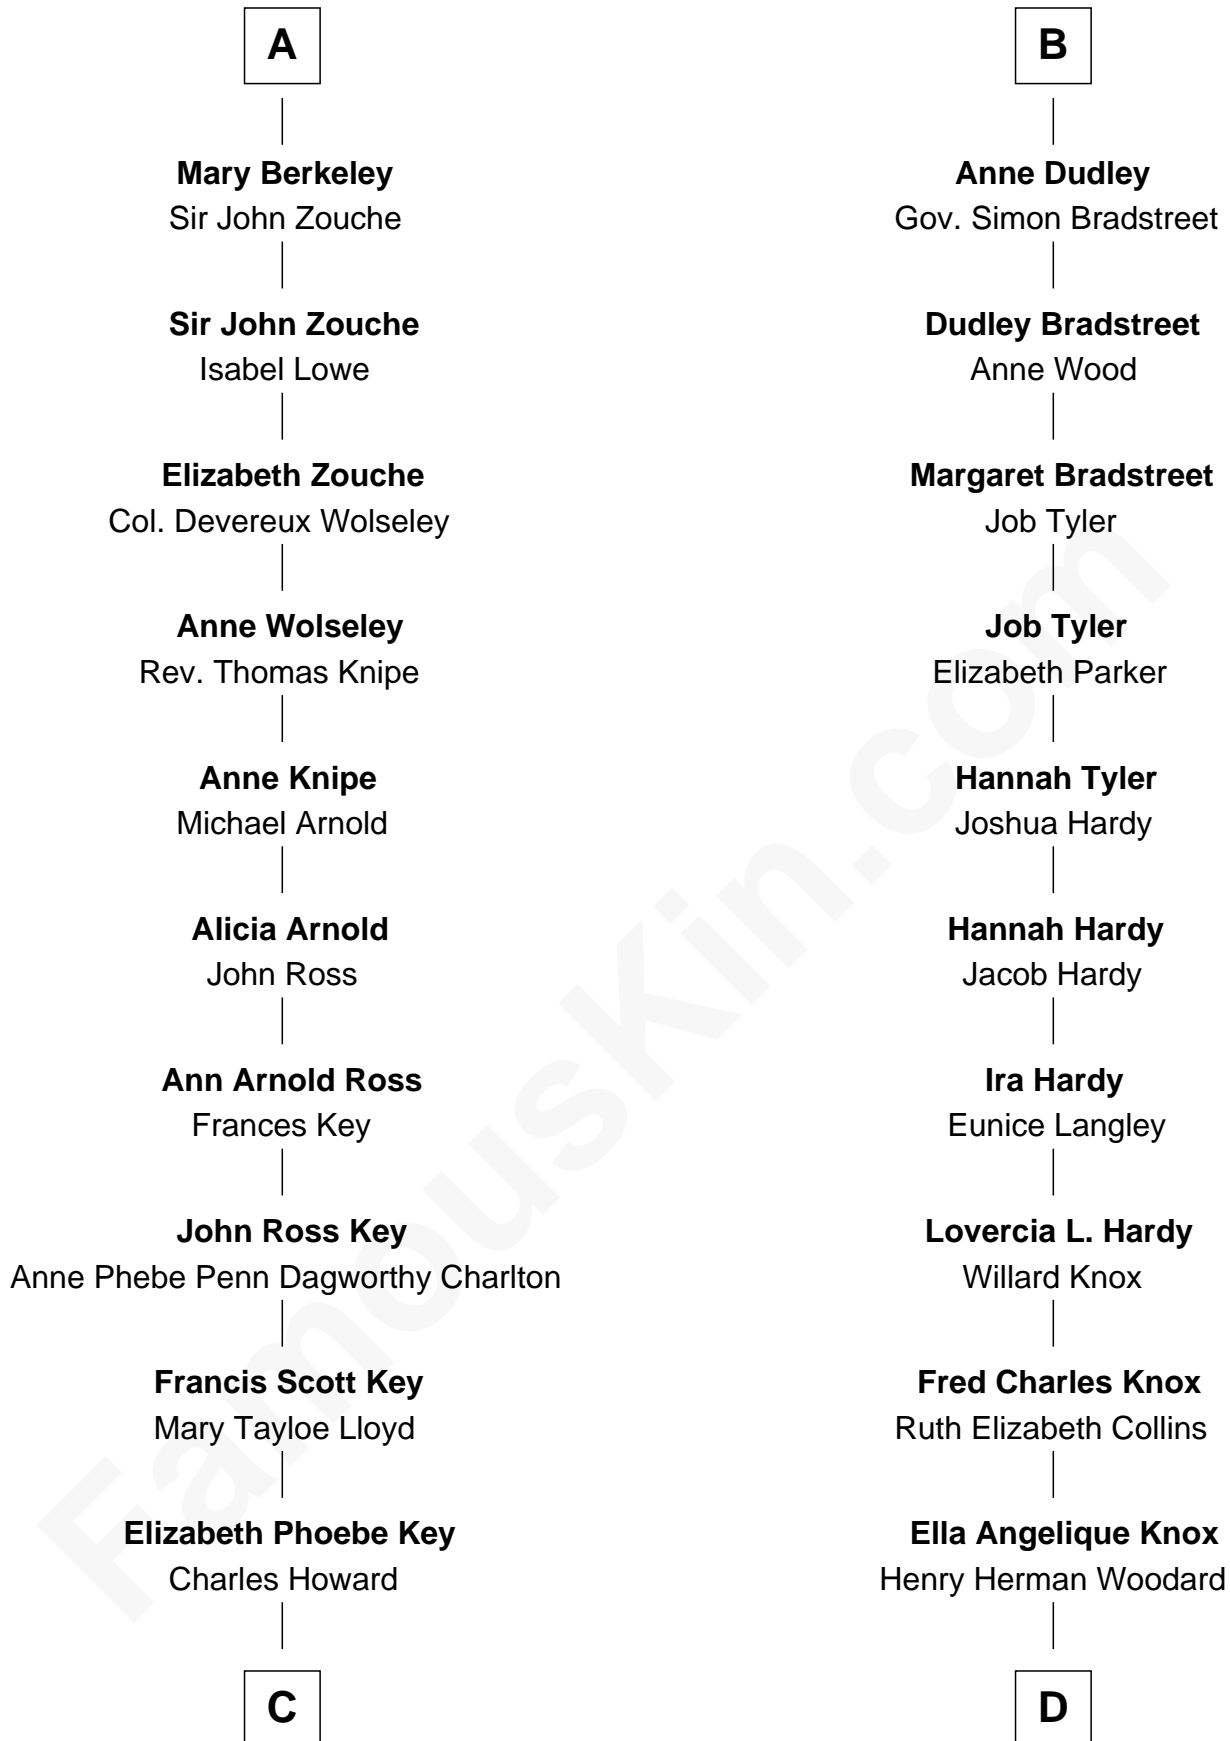 A
Mary Berkeley
Sir John Zouche
Sir John Zouche
Isabel Lowe
Elizabeth Zouche
Col. Devereux Wolseley
Anne Wolseley
Rev. Thomas Knipe
Anne Knipe
Michael Arnold
Alicia Arnold
John Ross
Ann Arnold Ross
Frances Key
John Ross Key
Anne Phebe Penn Dagworthy Charlton
Francis Scott Key
Mary Tayloe Lloyd
Elizabeth Phoebe Key
Charles Howard
C
B
Anne Dudley
Gov. Simon Bradstreet
Dudley Bradstreet
Anne Wood
Margaret Bradstreet
Job Tyler
Job Tyler
Elizabeth Parker
Hannah Tyler
Joshua Hardy
Hannah Hardy
Jacob Hardy
Ira Hardy
Eunice Langley
Lovercia L. Hardy
Willard Knox
Fred Charles Knox
Ruth Elizabeth Collins
Ella Angelique Knox
Henry Herman Woodard
D
FamousKin.com